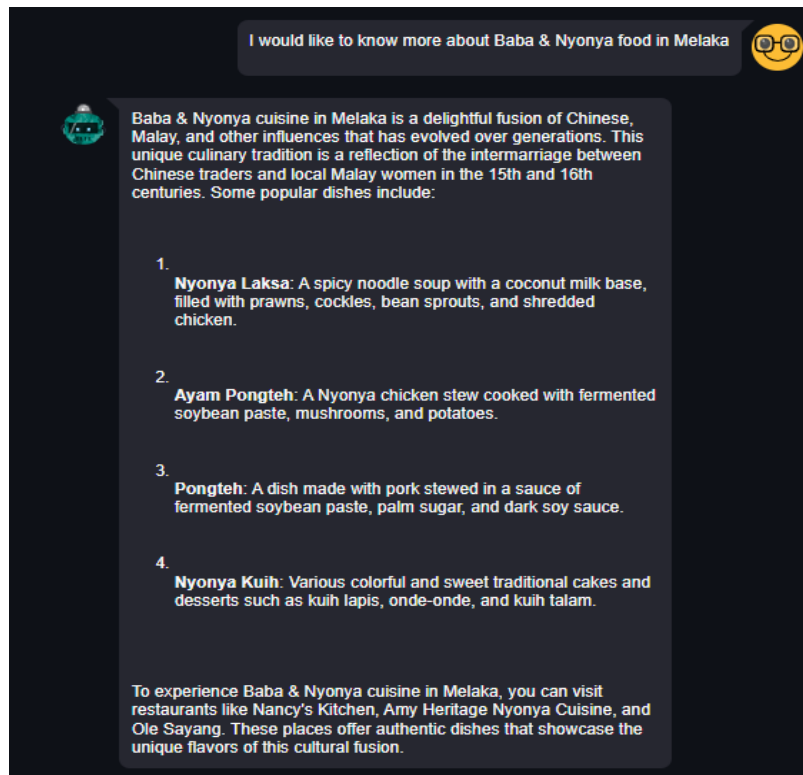 I would like to know more about Baba & Nyonya food in Melaka
Baba & Nyonya cuisine in Melaka is a delightful fusion of Chinese,
Malay, and other influences that has evolved over generations. This
unique culinary tradition is a reflection of the intermarriage between
Chinese traders and local Malay women in the 15th and 16th
centuries. Some popular dishes include:
1.
Nyonya Laksa: A spicy noodle soup with a coconut milk base,
filled with prawns, cockles, bean sprouts, and shredded
chicken.
2.
Ayam Pongteh: A Nyonya chicken stew cooked with fermented
soybean paste, mushrooms, and potatoes.
3.
Pongteh: A dish made with pork stewed in a sauce of
fermented soybean paste, palm sugar, and dark soy sauce.
4.
Nyonya Kuih: Various colorful and sweet traditional cakes and
desserts such as kuih lapis, onde-onde, and kuih talam.
To experience Baba & Nyonya cuisine in Melaka, you can visit
restaurants like Nancy's Kitchen, Amy Heritage Nyonya Cuisine, and
Ole Sayang. These places offer authentic dishes that showcase the
unique flavors of this cultural fusion.